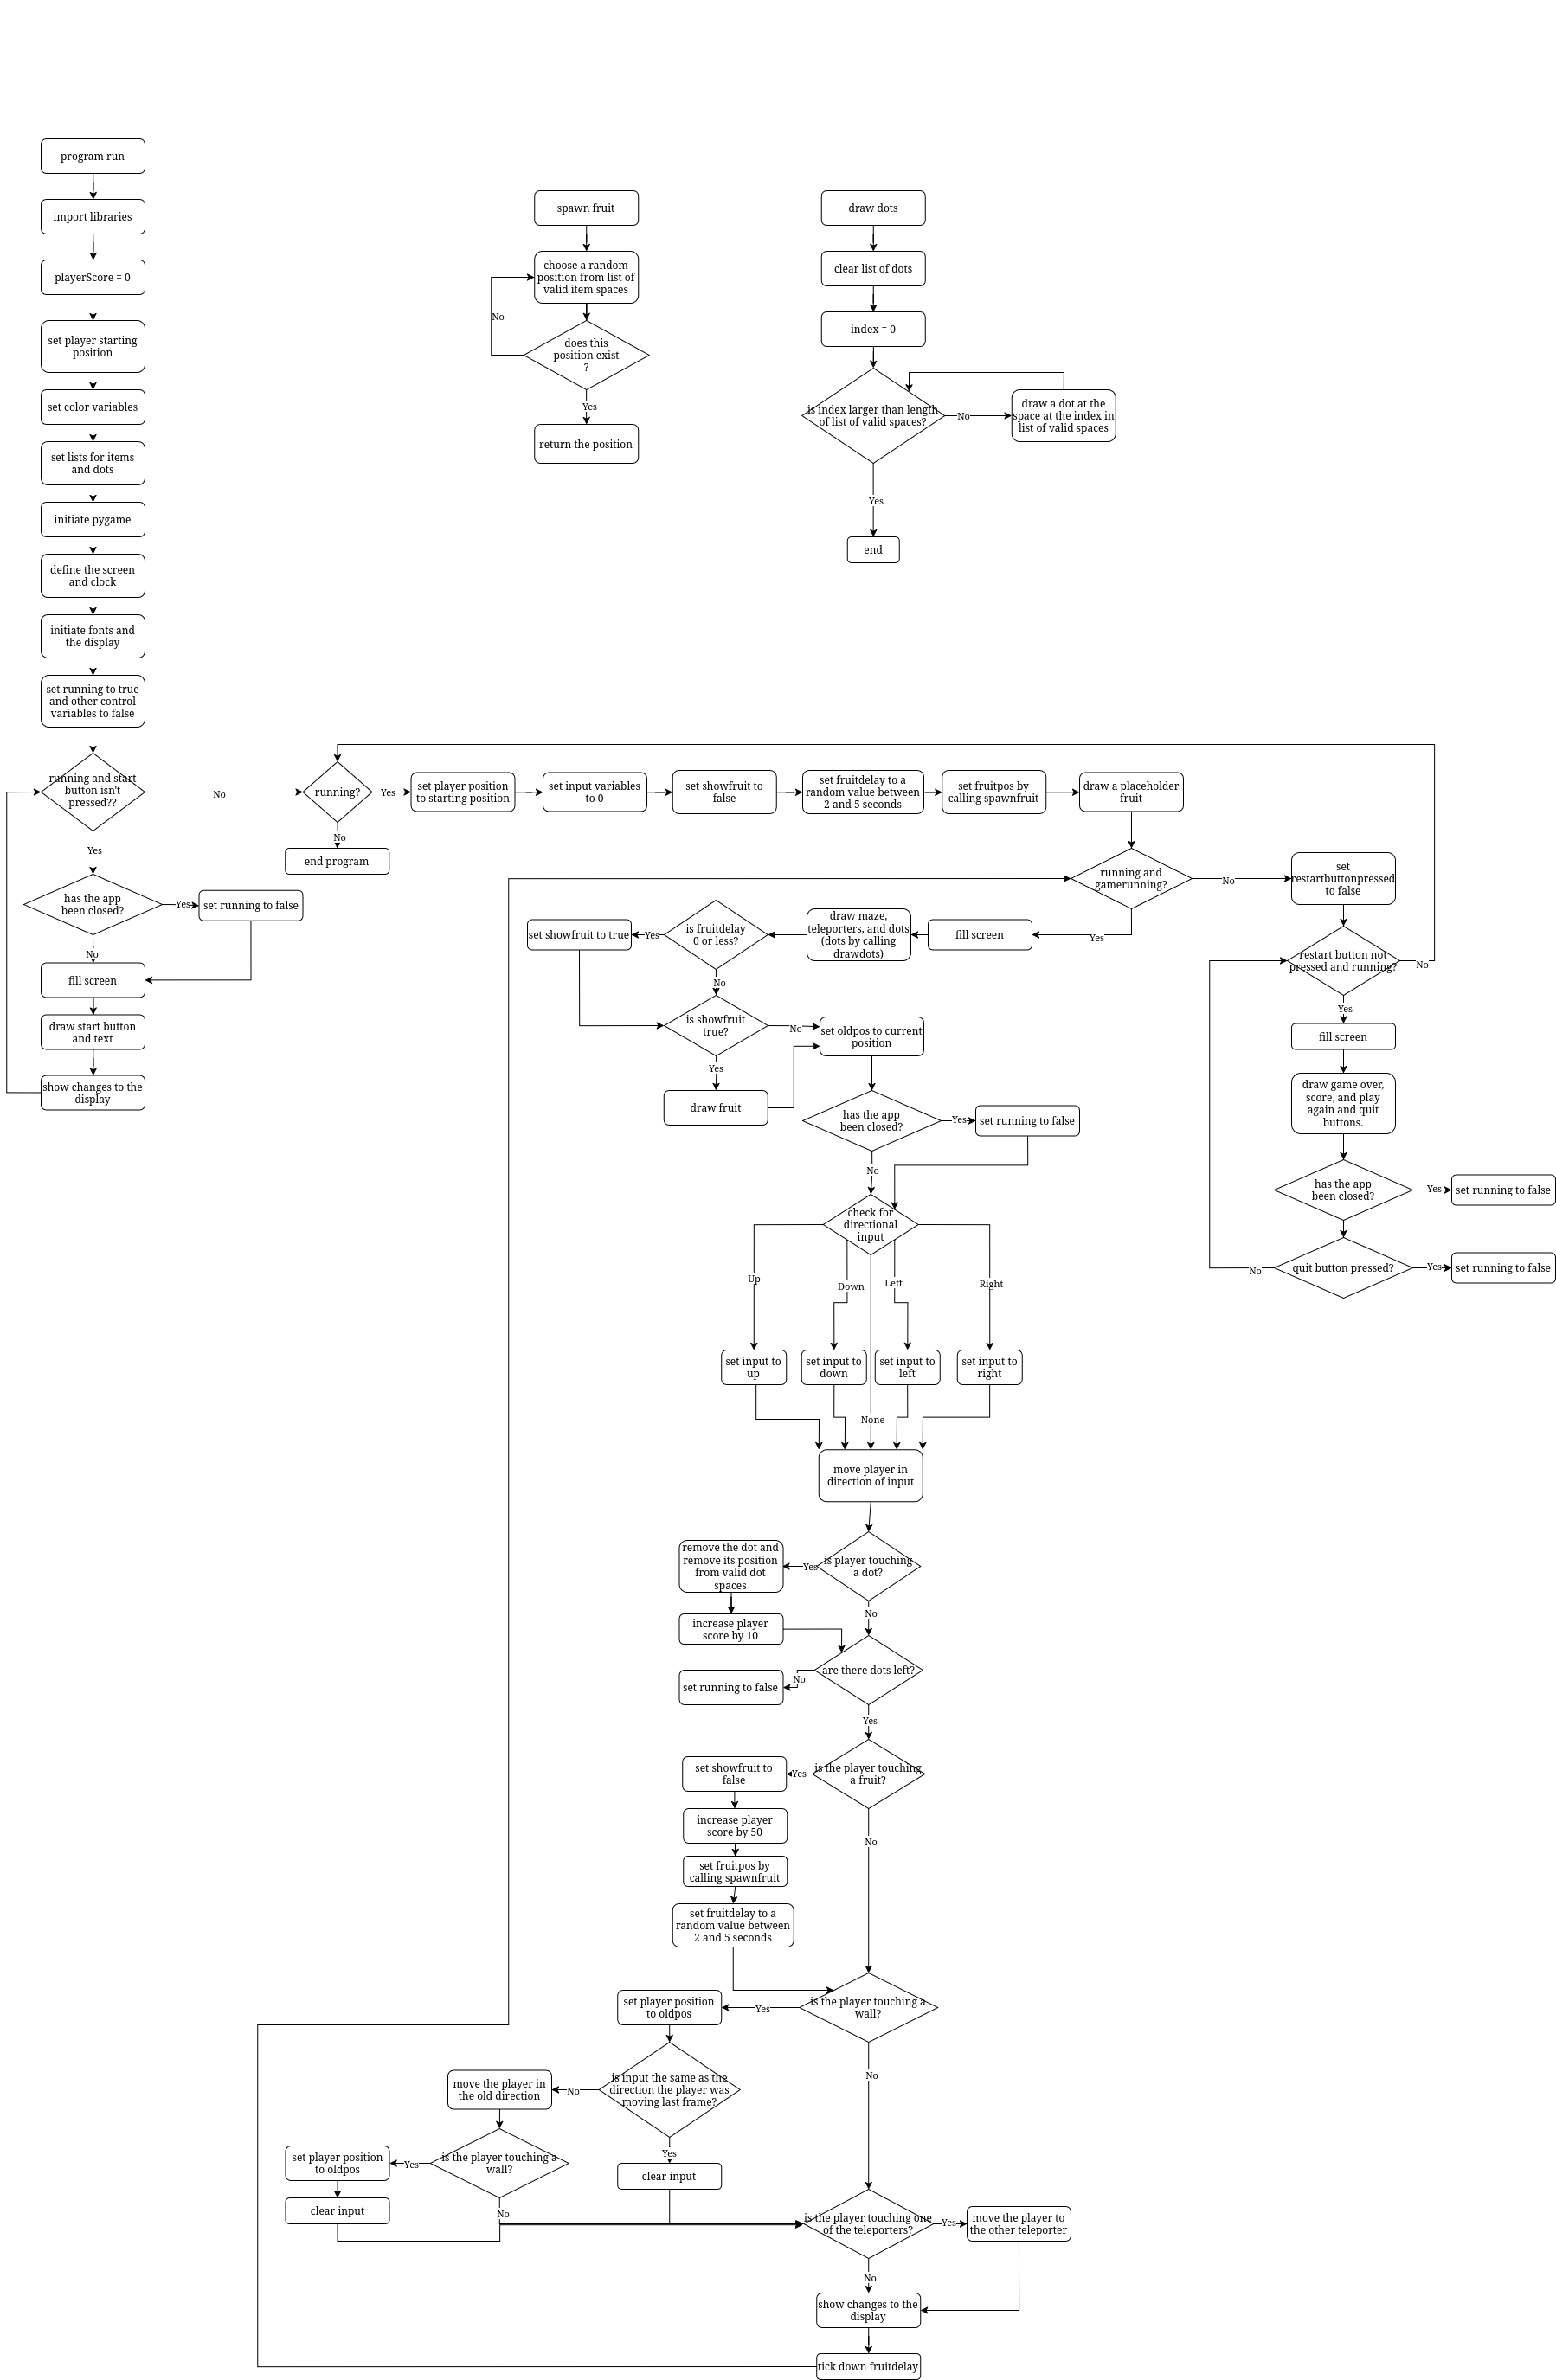 program run
import libraries
playerScore = 0
set player starting
position
set color variables
set lists for items
and dots
initiate pygame
define the screen
and clock
initiate fonts and
the display
set running to true
and other control
variables to false
running and start
button isn't
pressed??
No
Yes
has the app
been closed?
Yes
set running to false
No
fill screen
draw start button
and text
show changes to the
display
spawn fruit
choose a random
position from list of
valid item spaces
No
does this
position exist
?
Yes
return the position
draw dots
clear list of dots
index = 0
is index larger than length
of list of valid spaces?
No
draw a dot at the
space at the index in
list of valid spaces
Yes
end
running?
Yes
No
end program
set player position
to starting position
set input variables
to 0
set showfruit to
false
set fruitdelay to a
random value between
2 and 5 seconds
set fruitpos by
calling spawnfruit
draw a placeholder
fruit
running and
gamerunning?
No
Yes
set
restartbuttonpressed
to false
restart button not
pressed and running?
No
Yes
fill screen
draw game over,
score, and play
again and quit
buttons.
has the app
been closed?
Yes
set running to false
quit button pressed?
Yes
set running to false
No
fill screen
draw maze,
teleporters, and dots
(dots by calling
drawdots)
is fruitdelay
0 or less?
Yes
set showfruit to true
No
is showfruit
true?
No
Yes
draw fruit
set oldpos to current
position
has the app
been closed?
Yes
set running to false
No
check for
directional
input
Up
Down
Left
Right
set input to
up
set input to
down
set input to
left
set input to
right
None
move player in
direction of input
is player touching
a dot?
Yes
remove the dot and
remove its position
from valid dot
spaces
increase player
score by 10
No
are there dots left?
No
set running to false
Yes
is the player touching
a fruit?
Yes
set showfruit to
false
increase player
score by 50
set fruitpos by
calling spawnfruit
set fruitdelay to a
random value between
2 and 5 seconds
No
is the player touching a
wall?
Yes
set player position
to oldpos
is input the same as the
direction the player was
moving last frame?
No
move the player in
the old direction
is the player touching a
wall?
Yes
set player position
to oldpos
clear input
No
Yes
clear input
No
is the player touching one
of the teleporters?
Yes
move the player to
the other teleporter
No
show changes to the
display
tick down fruitdelay